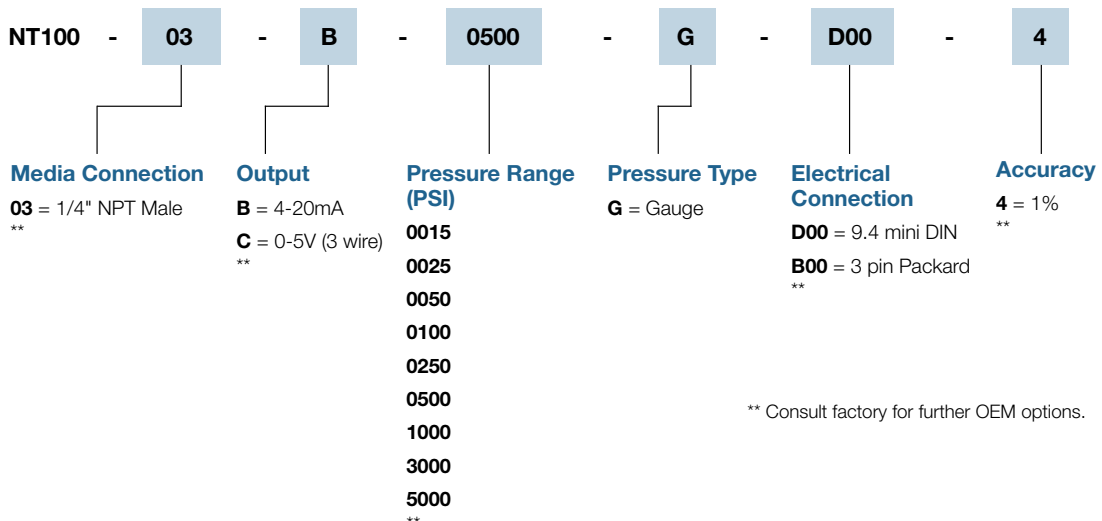 NT100 - 03 - B - 0500 - G - D00 - 4
Media Connection
03 = 1/4" NPT Male
**
Output
B = 4-20mA
C = 0-5V (3 wire)
**
Pressure Range
(PSI)
0015
0025
0050
0100
0250
0500
1000
3000
5000
**
Pressure Type
G = Gauge
Electrical
Connection
D00 = 9.4 mini DIN
B00 = 3 pin Packard
**
Accuracy
4 = 1%
**
** Consult factory for further OEM options.